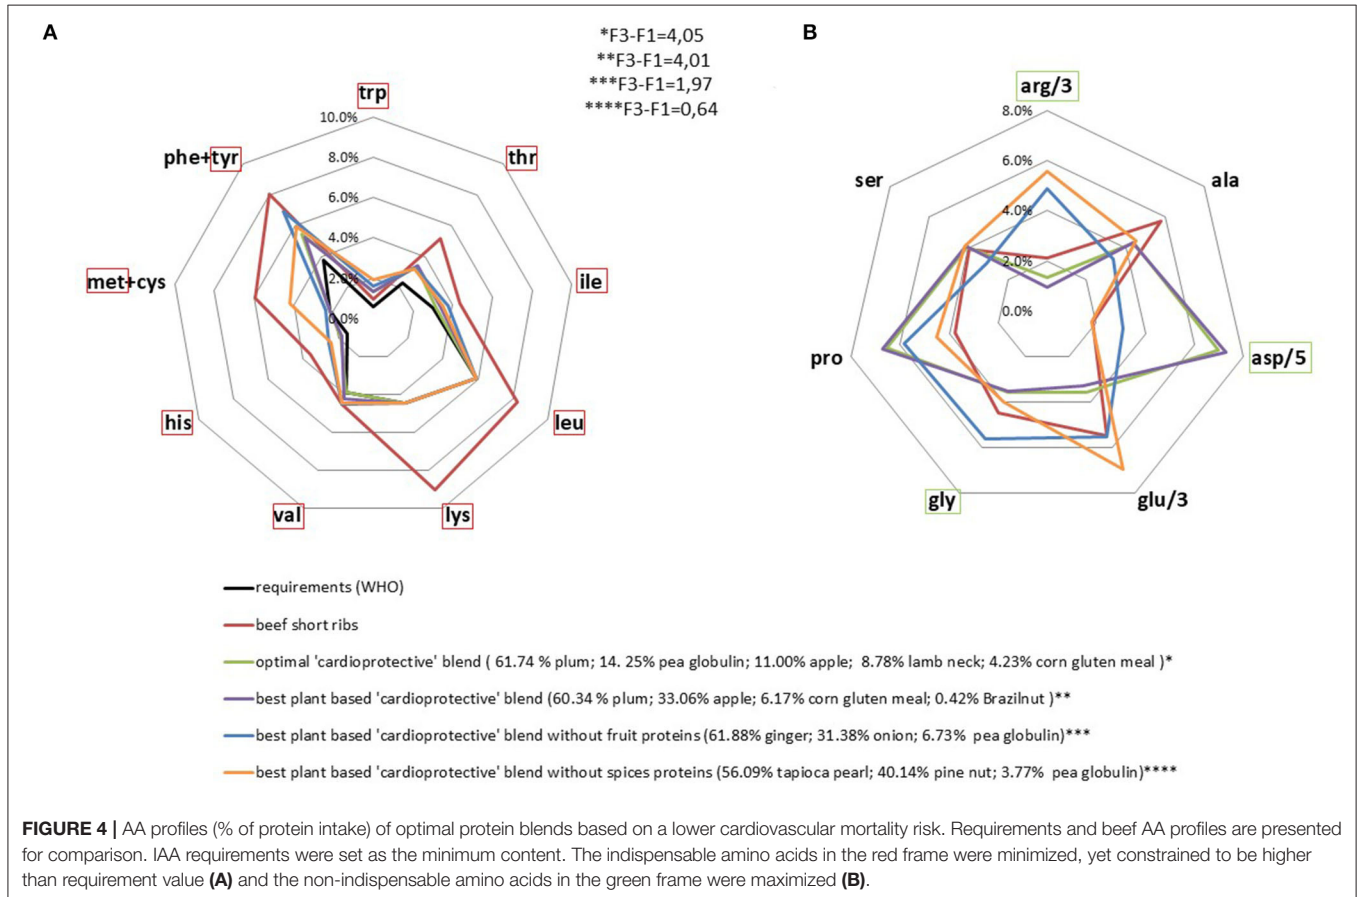 A
*F3-F1=4,05
**F3-F1=4,01
***F3-F1=1,97
****F3-F1=0,64
trp
10.0%
8.0%
6.0%
4.0%
2.0%
0.0%
thr
ile
leu
lys
val
his
met+cys
phe+tyr
B
arg/3
8.0%
6.0%
4.0%
2.0%
0.0%
ala
asp/5
glu/3
gly
pro
ser
requirements (WHO)
beef short ribs
optimal 'cardioprotective' blend ( 61.74 % plum; 14. 25% pea globulin; 11.00% apple; 8.78% lamb neck; 4.23% corn gluten meal )*
best plant based 'cardioprotective' blend (60.34 % plum; 33.06% apple; 6.17% corn gluten meal; 0.42% Brazilnut )**
best plant based 'cardioprotective' blend without fruit proteins (61.88% ginger; 31.38% onion; 6.73% pea globulin)***
best plant based 'cardioprotective' blend without spices proteins (56.09% tapioca pearl; 40.14% pine nut; 3.77% pea globulin)****
FIGURE 4 | AA profiles (% of protein intake) of optimal protein blends based on a lower cardiovascular mortality risk. Requirements and beef AA profiles are presented
for comparison. IAA requirements were set as the minimum content. The indispensable amino acids in the red frame were minimized, yet constrained to be higher
than requirement value (A) and the non-indispensable amino acids in the green frame were maximized (B).